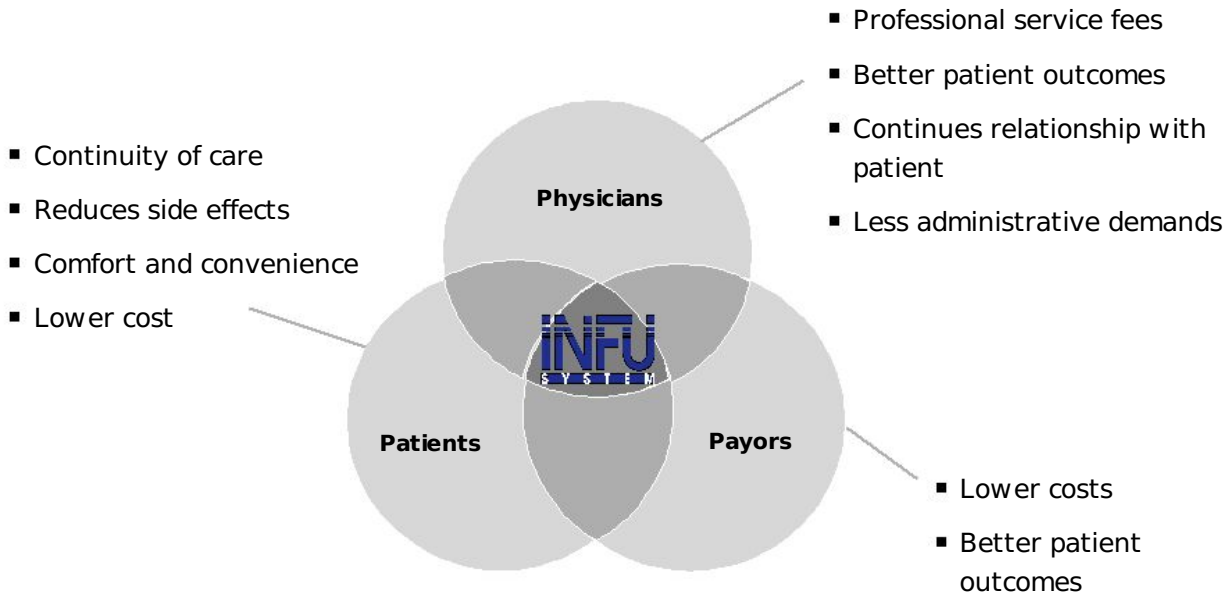 ▪ Professional service fees
▪ Better patient outcomes
▪ Continues relationship with
patient
▪ Less administrative demands
▪ Continuity of care
▪ Reduces side effects
▪ Comfort and convenience
▪ Lower cost
Physicians
INFU
SYSTEM
Patients
Payors
▪ Lower costs
▪ Better patient
outcomes